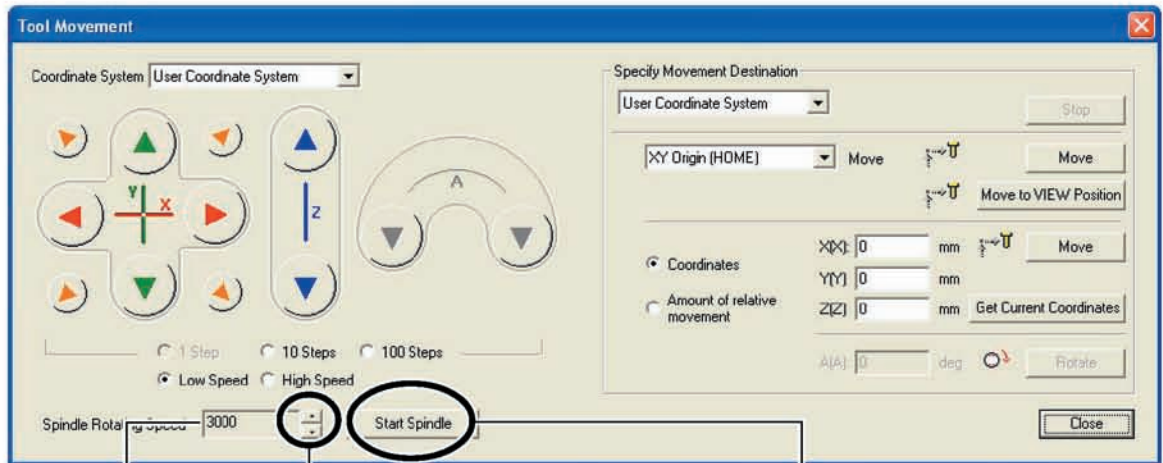 Tool Movement
Coordinate System User Coordinate System
Y
X
Z
A
1 Step 10 Steps 100 Steps
Low Speed High Speed
Spindle Rotating Speed 3000 Start Spindle
Specify Movement Destination
User Coordinate System Stop
XY Origin (HOME) Move Move
Move to VIEW Position
Coordinates
Amount of relative
movement
X(X): 0 mm Move
Y(Y) 0 mm
Z(Z) 0 mm Get Current Coordinates
A(A): 0 deg Rotate
Close